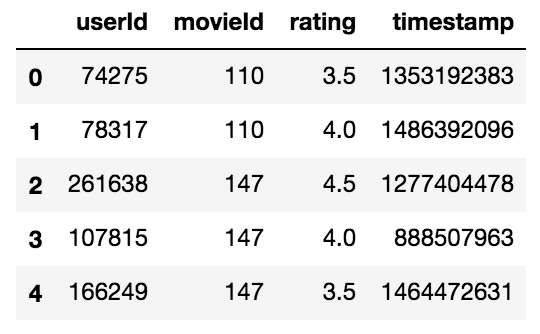 userId movieId rating timestamp
0 74275 110 3.5 1353192383
1 78317 110 4.0 1486392096
2 261638 147 4.5 1277404478
3 107815 147 4.0 888507963
4 166249 147 3.5 1464472631